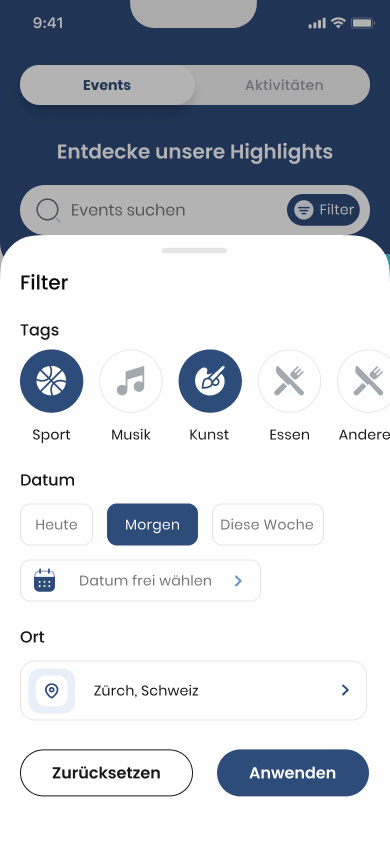 9:41
Events Aktivitäten
Entdecke unsere Highlights
Events suchen Filter
Filter
Tags
Sport Musik Kunst Essen Andere
Datum
Heute Morgen Diese Woche
Datum frei wählen
Ort
Zürch, Schweiz
Zurücksetzen Anwenden